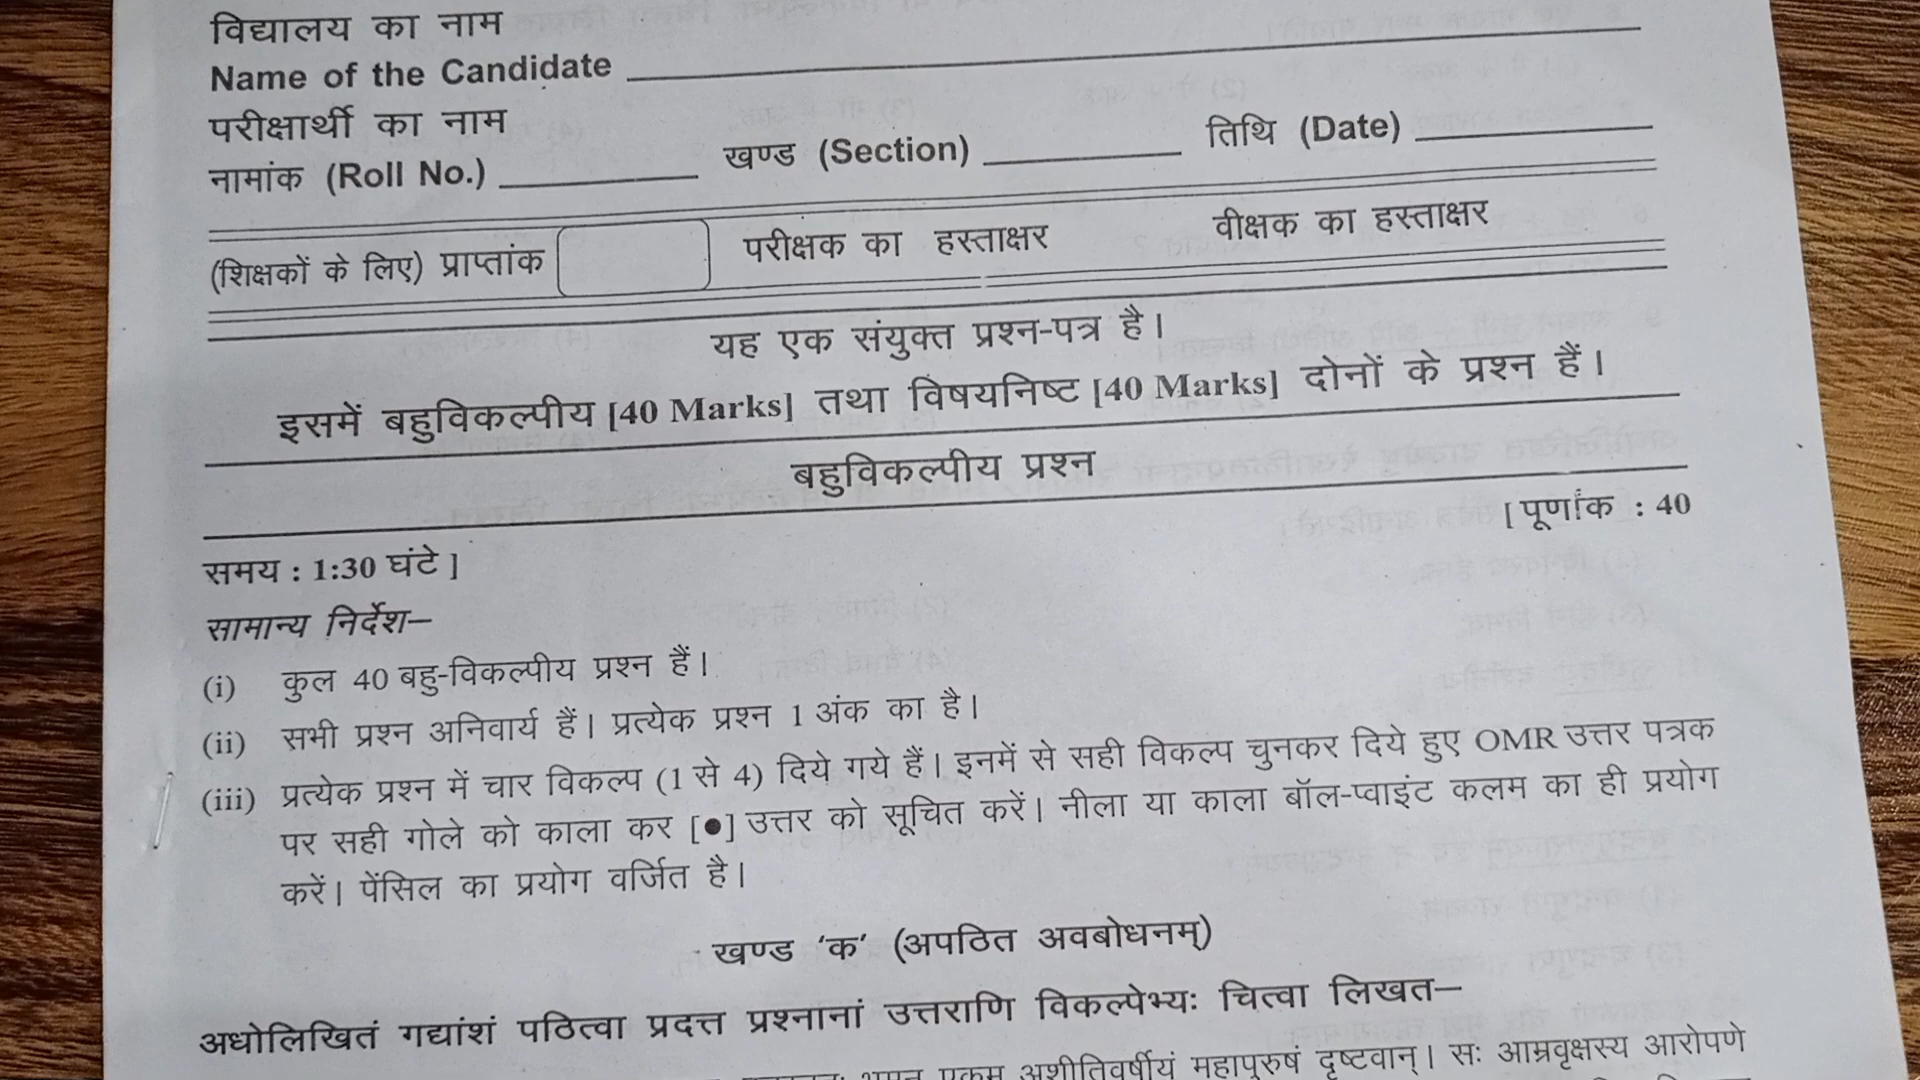 विद्यालय का नाम
Name of the Candidate
परीक्षार्थी का नाम
नामांक (Roll No.) खण्ड (Section) तिथि (Date)
(शिक्षकों के लिए) प्राप्तांक परीक्षक का हस्ताक्षर वीक्षक का हस्ताक्षर
यह एक संयुक्त प्रश्न-पत्र है।
इसमें बहुविकल्पीय [40 Marks] तथा विषयनिष्ट [40 Marks] दोनों के प्रश्न हैं।
बहुविकल्पीय प्रश्न
समय : 1:30 घंटे ] [ पूर्णांक : 40
सामान्य निर्देश–
(i) कुल 40 बहु-विकल्पीय प्रश्न हैं।
(ii) सभी प्रश्न अनिवार्य हैं। प्रत्येक प्रश्न 1 अंक का है।
(iii) प्रत्येक प्रश्न में चार विकल्प (1 से 4) दिये गये हैं। इनमें से सही विकल्प चुनकर दिये हुए OMR उत्तर पत्रक
पर सही गोले को काला कर [●] उत्तर को सूचित करें। नीला या काला बॉल-प्वाइंट कलम का ही प्रयोग
करें। पेंसिल का प्रयोग वर्जित है।
खण्ड ‘क’ (अपठित अवबोधनम्)
अधोलिखितं गद्यांशं पठित्वा प्रदत्त प्रश्नानां उत्तराणि विकल्पेभ्यः चित्वा लिखत–
अशीतिवर्षीयं महापुरुषं दृष्टवान्। सः आम्रवृक्षस्य आरोपणे